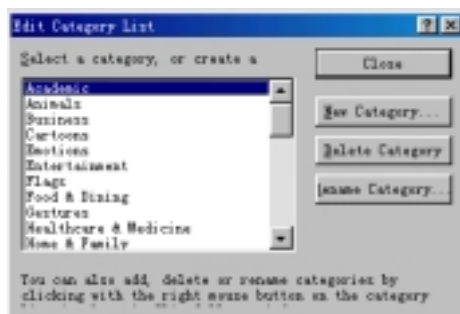 Edit Category List
Select a category, or create a
Close
Academic
Animals
Business
Cartoons
Emotions
Entertainment
Flags
Food & Dining
Gestures
Healthcare & Medicine
Home & Family
New Category...
Delete Category
ename Category...
You can also add, delete or rename categories by
clicking with the right mouse button on the category